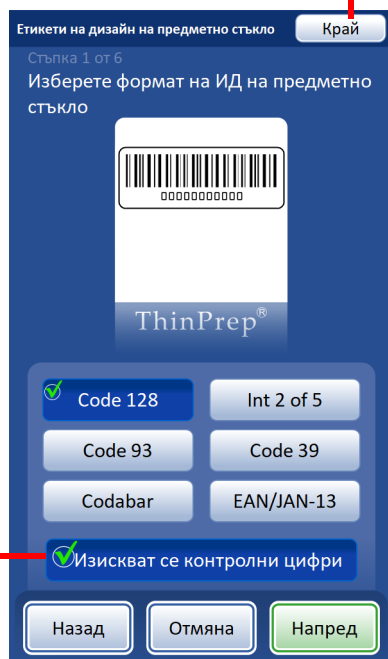 Етикети на дизайн на предметно стъкло
Край
Стъпка 1 от 6
Изберете формат на ИД на предметно
стъкло
00000000000
ThinPrep®
Code 128
Int 2 of 5
Code 93
Code 39
Codabar
EAN/JAN-13
Изискват се контролни цифри
Назад
Отмяна
Напред